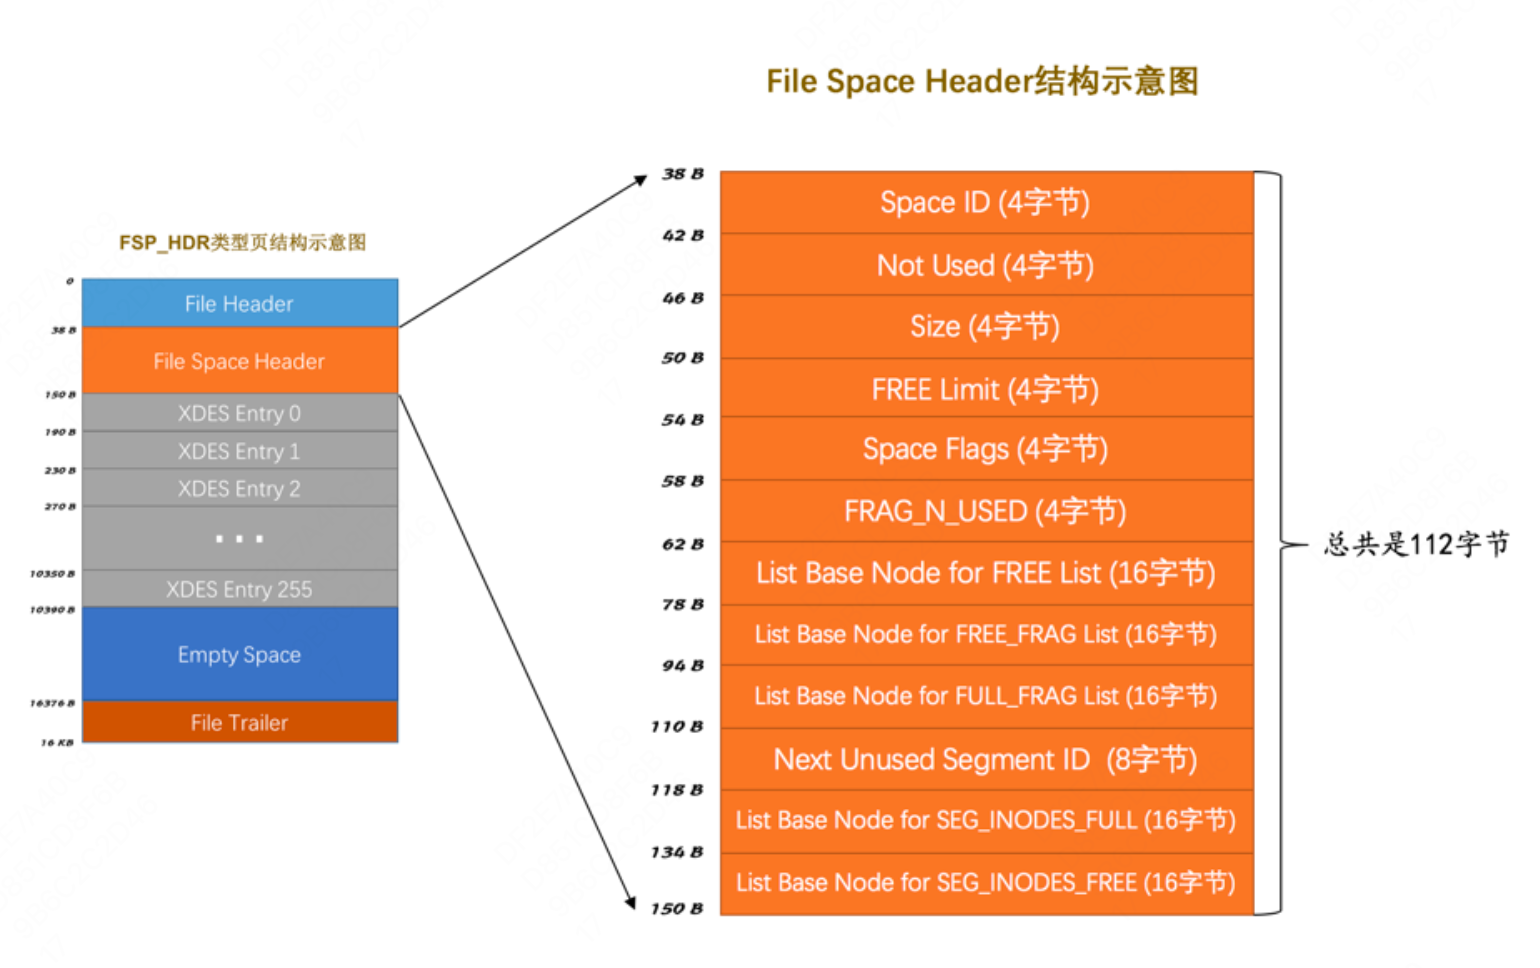 File Space Header结构示意图
FSP_HDR类型页结构示意图
0
File Header
38 B
File Space Header
150 B
XDES Entry 0
190 B
XDES Entry 1
230 B
XDES Entry 2
270 B
...
10350 B
XDES Entry 255
10390 B
Empty Space
16376 B
File Trailer
16 KB
38 B
Space ID (4字节)
42 B
Not Used (4字节)
46 B
Size (4字节)
50 B
FREE Limit (4字节)
54 B
Space Flags (4字节)
58 B
FRAG_N_USED (4字节)
62 B
List Base Node for FREE List (16字节)
78 B
List Base Node for FREE_FRAG List (16字节)
94 B
List Base Node for FULL_FRAG List (16字节)
110 B
Next Unused Segment ID (8字节)
118 B
List Base Node for SEG_INODES_FULL (16字节)
134 B
List Base Node for SEG_INODES_FREE (16字节)
150 B
总共是112字节